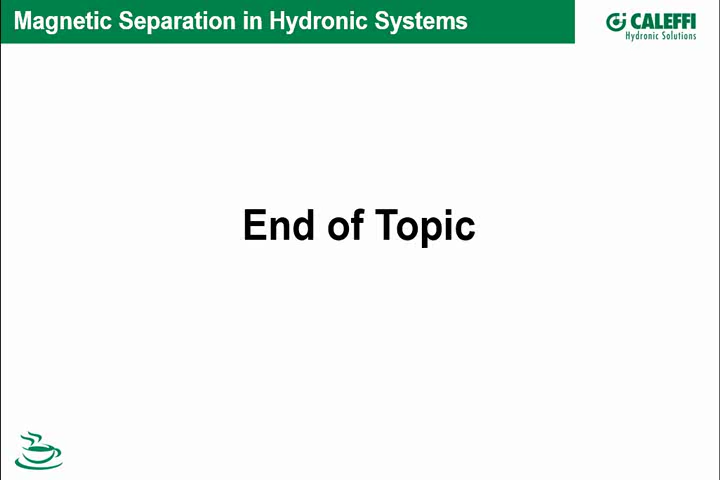 Magnetic Separation in Hydronic Systems
CALEFFI
Hydronic Solutions
End of Topic